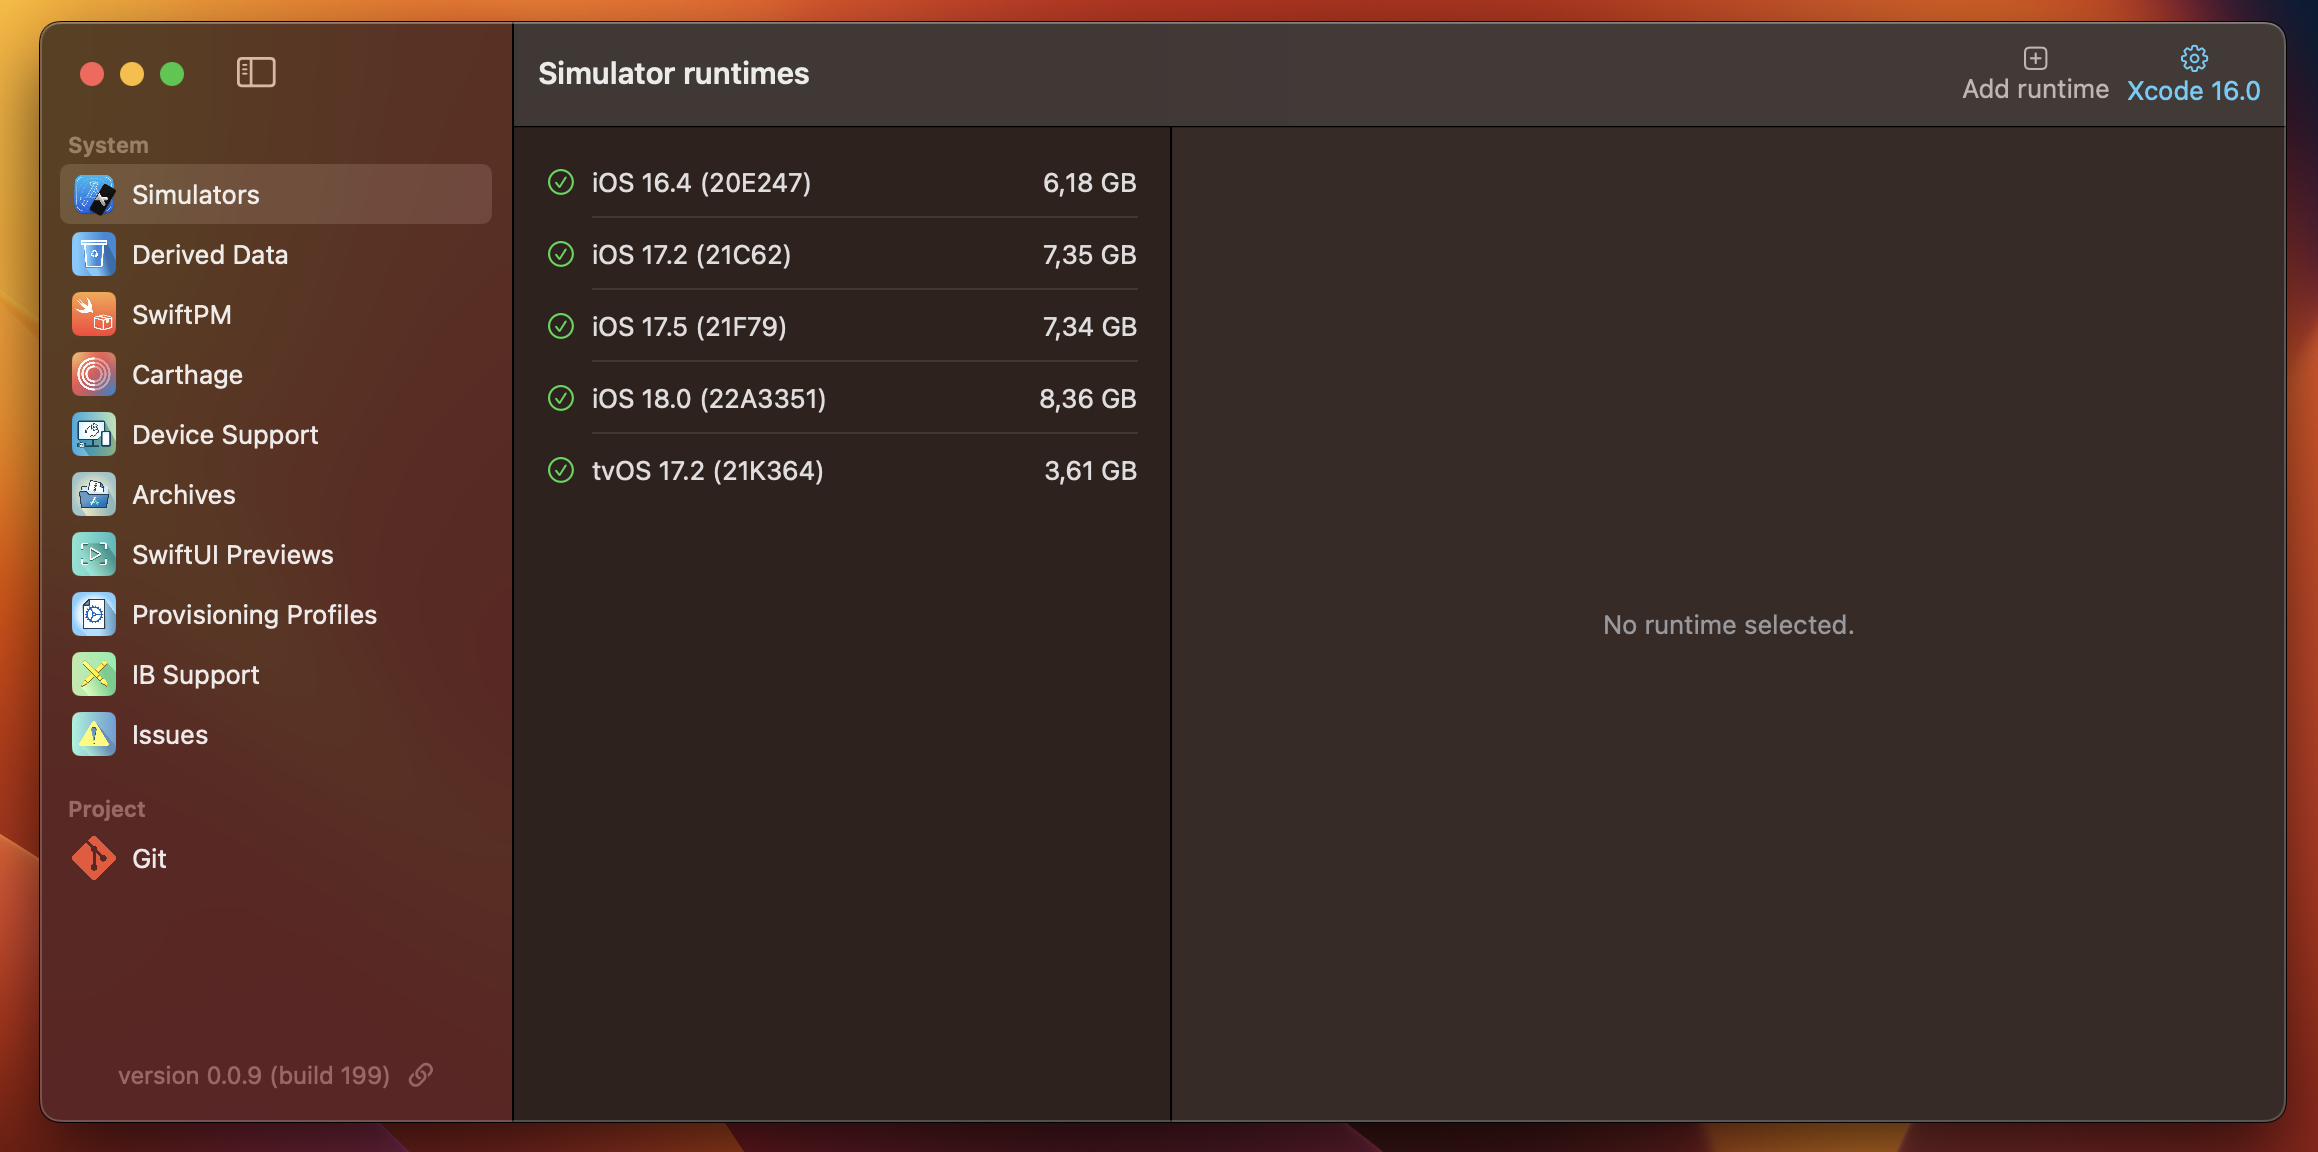 Simulator runtimes
Add runtime
Xcode 16.0
System
Simulators
Derived Data
SwiftPM
Carthage
Device Support
Archives
SwiftUI Previews
Provisioning Profiles
IB Support
Issues
Project
Git
version 0.0.9 (build 199)
iOS 16.4 (20E247) 6,18 GB
iOS 17.2 (21C62) 7,35 GB
iOS 17.5 (21F79) 7,34 GB
iOS 18.0 (22A3351) 8,36 GB
tvOS 17.2 (21K364) 3,61 GB
No runtime selected.